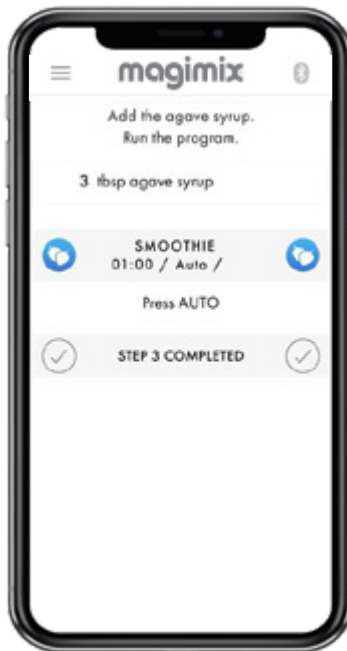 magimix
Add the agave syrup.
Run the program.
3 tbsp agave syrup
SMOOTHIE
01:00 / Auto /
Press AUTO
STEP 3 COMPLETED